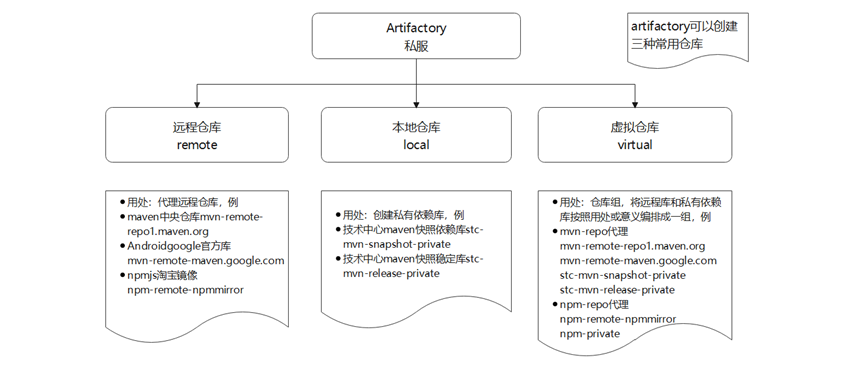 Artifactory
私服
artifactory可以创建
三种常用仓库
远程仓库
remote
本地仓库
local
虚拟仓库
virtual
● 用处：代理远程仓库，例
● maven中央仓库mvn-remote-
repo1.maven.org
● Androidgoogle官方库
mvn-remote-maven.google.com
● npmjs淘宝镜像
npm-remote-npmmirror
● 用处：创建私有依赖库，例
● 技术中心maven快照依赖库stc-
mvn-snapshot-private
● 技术中心maven快照稳定库stc-
mvn-release-private
● 用处：仓库组，将远程库和私有依赖
库按照用处或意义编排成一组，例
● mvn-repo代理
mvn-remote-repo1.maven.org
mvn-remote-maven.google.com
stc-mvn-snapshot-private
stc-mvn-release-private
● npm-repo代理
npm-remote-npmmirror
npm-private